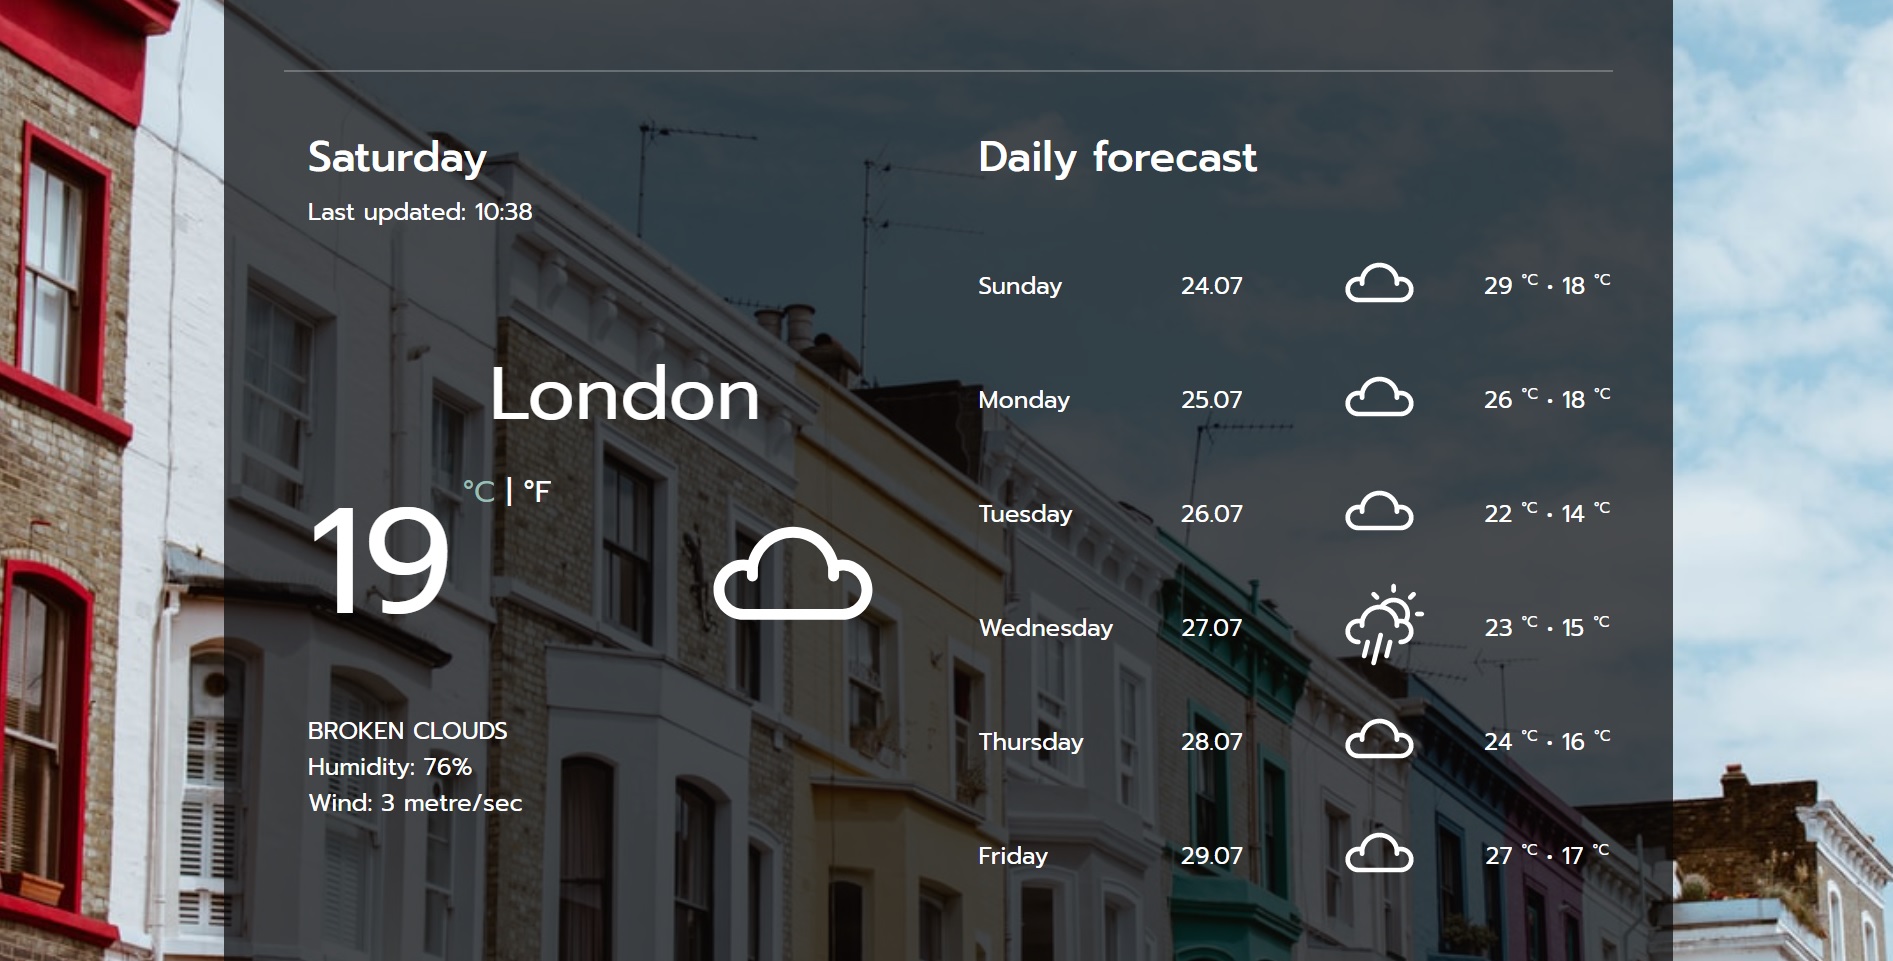 Saturday
Last updated: 10:38
London
19 °C | °F
BROKEN CLOUDS
Humidity: 76%
Wind: 3 metre/sec
Daily forecast
Sunday 24.07 29 °C • 18 °C
Monday 25.07 26 °C • 18 °C
Tuesday 26.07 22 °C • 14 °C
Wednesday 27.07 23 °C • 15 °C
Thursday 28.07 24 °C • 16 °C
Friday 29.07 27 °C • 17 °C